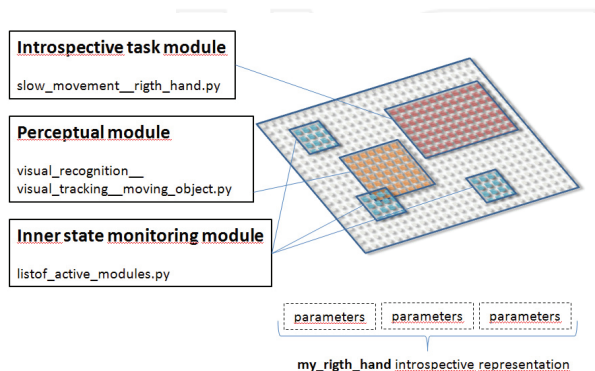 Introspective task module
slow_movement__rigth_hand.py
Perceptual module
visual_recognition__
visual_tracking__moving_object.py
Inner state monitoring module
listof_active_modules.py
parameters parameters parameters
my_rigth_hand introspective representation